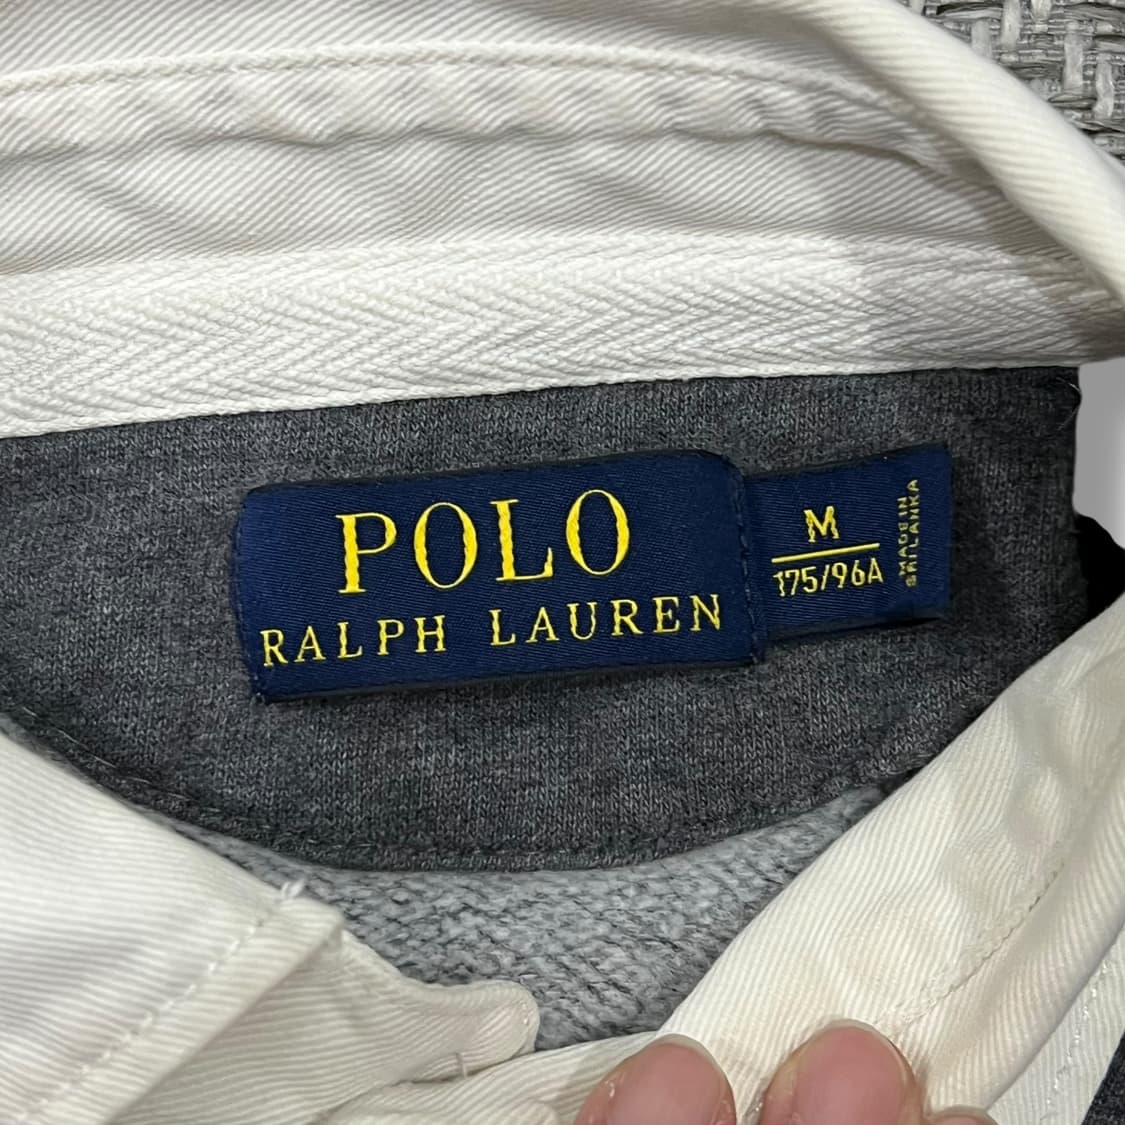 POLO
RALPH LAUREN
M
175/96A
MADE IN
SRI LANKA